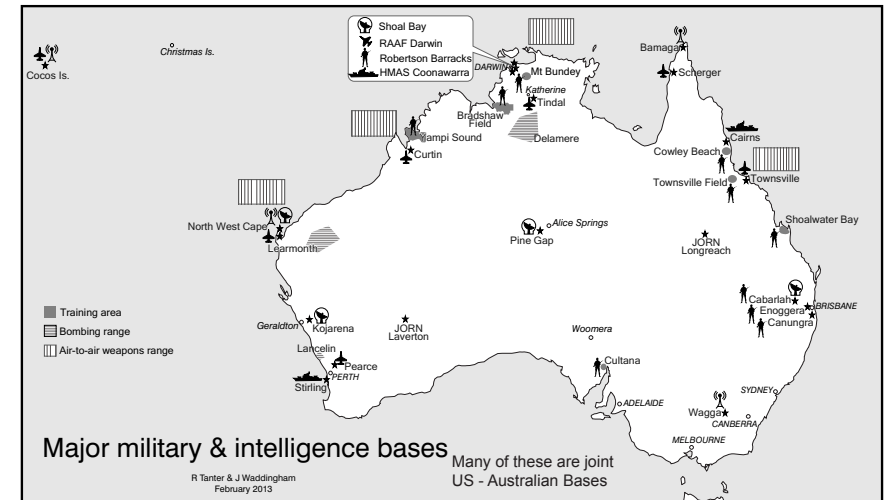 Shoal Bay
RAAF Darwin
Robertson Barracks
HMAS Coonawarra
Cocos Is.
Christmas Is.
DARWIN
Mt Bundey
Katherine
Tindal
Bradshaw
Field
Delamere
Yampi Sound
Curtin
Bamaga
Scherger
Cairns
Cowley Beach
Townsville Field
Townsville
North West Cape
Learmonth
Alice Springs
Pine Gap
JORN
Longreach
Shoalwater Bay
Training area
Bombing range
Air-to-air weapons range
Geraldton
Kojarena
JORN
Laverton
Lancelin
Pearce
PERTH
Stirling
Woomera
Cultana
Cabarlah
Enoggera
BRISBANE
Canungra
ADELAIDE
SYDNEY
Wagga
CANBERRA
MELBOURNE
Major military & intelligence bases
Many of these are joint
US - Australian Bases
R Tanter & J Waddingham
February 2013